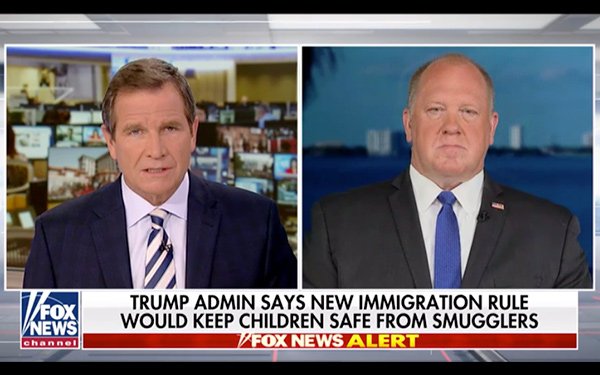 TRUMP ADMIN SAYS NEW IMMIGRATION RULE
WOULD KEEP CHILDREN SAFE FROM SMUGGLERS
FOX
NEWS
channel
FOX NEWS ALERT